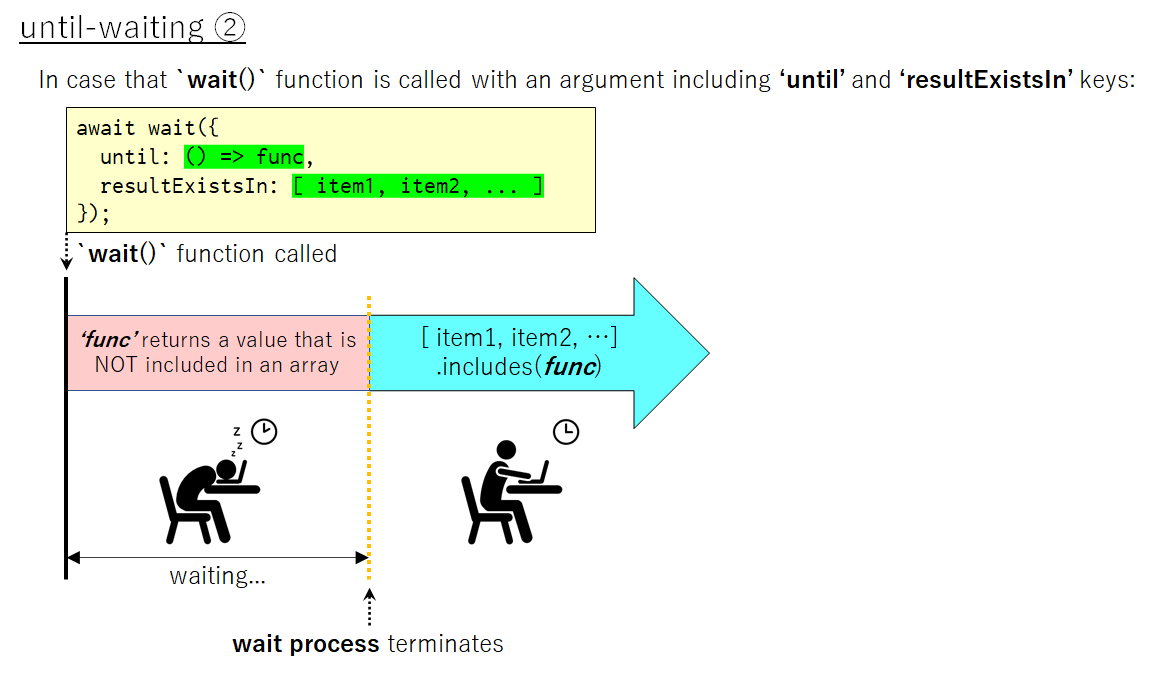 until-waiting ②
In case that `wait()` function is called with an argument including ‘until’ and ‘resultExistsIn’ keys:
await wait({
until: () => func,
resultExistsIn: [ item1, item2, ... ]
});
`wait()` function called
‘func’ returns a value that is
NOT included in an array
[ item1, item2, …]
.includes(func)
z
z
z
waiting...
wait process terminates